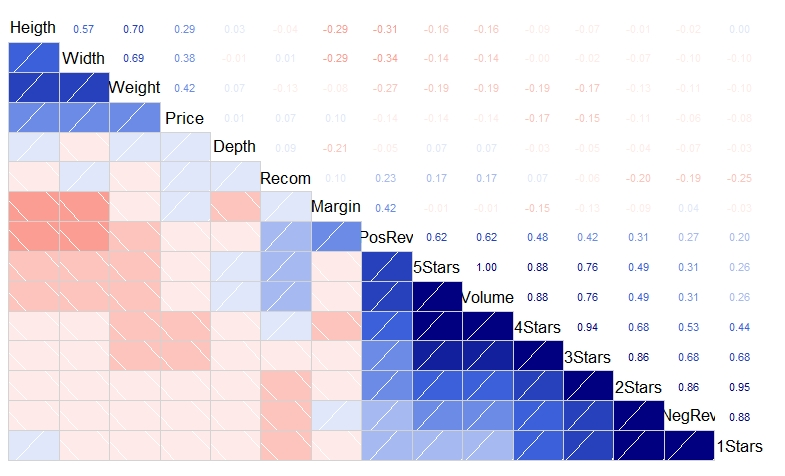 Heigth 0.57 0.70 0.29 0.03 -0.04 -0.29 -0.31 -0.16 -0.16 -0.09 -0.07 -0.01 -0.02 0.00
Width 0.69 0.38 -0.01 0.01 -0.29 -0.34 -0.14 -0.14 -0.02 -0.07 -0.10 -0.10
Weight 0.42 0.07 -0.13 -0.06 -0.27 -0.19 -0.19 -0.19 -0.17 -0.13 -0.11 -0.10
Price 0.01 0.07 0.10 -0.14 -0.14 -0.14 -0.17 -0.15 -0.11 -0.06 -0.08
Depth 0.09 -0.21 -0.05 0.07 0.07 -0.03 -0.05 -0.04 -0.07 -0.03
Recom 0.10 0.23 0.17 0.17 0.07 -0.06 -0.20 -0.19 -0.25
Margin 0.42 -0.01 -0.01 -0.15 -0.13 -0.09 0.04 -0.03
PosRev 0.62 0.62 0.48 0.42 0.31 0.27 0.20
5Stars 1.00 0.88 0.76 0.49 0.31 0.26
Volume 0.88 0.76 0.49 0.31 0.26
4Stars 0.94 0.68 0.53 0.44
3Stars 0.86 0.68 0.68
2Stars 0.86 0.95
NegRev 0.88
1Stars